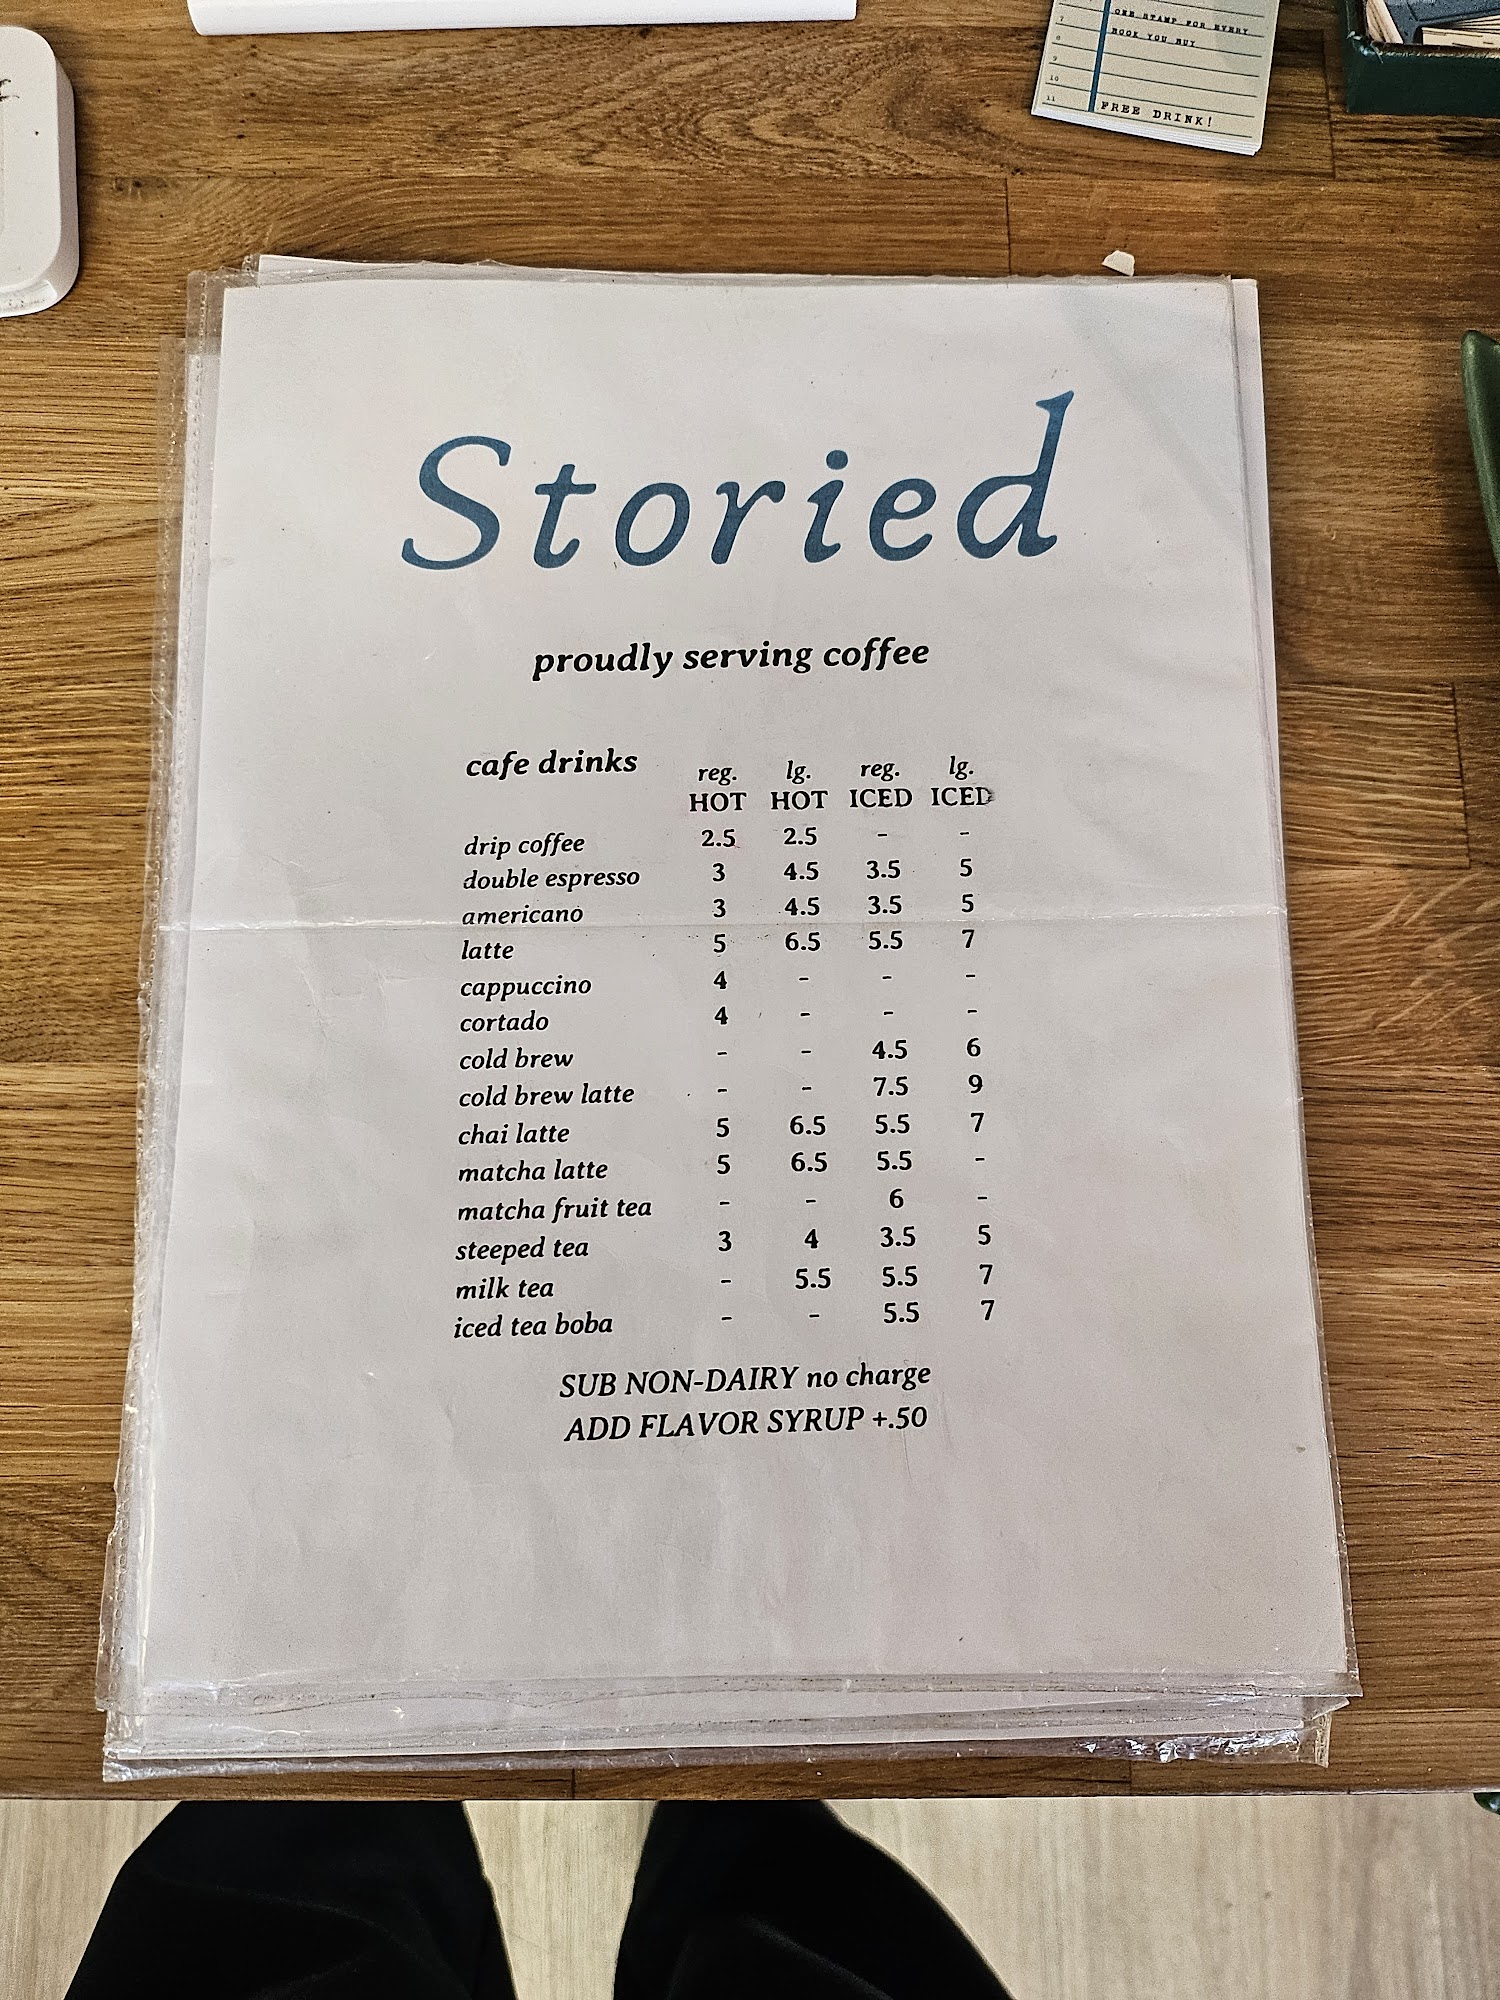 7 ONE STAMP FOR EVERY
8 BOOK YOU BUY
9
10
11 FREE DRINK!
Storied
proudly serving coffee
cafe drinks reg. lg. reg. lg.
HOT HOT ICED ICED
drip coffee 2.5 2.5 - -
double espresso 3 4.5 3.5 5
americano 3 4.5 3.5 5
latte 5 6.5 5.5 7
cappuccino 4 - - -
cortado 4 - - -
cold brew - - 4.5 6
cold brew latte - - 7.5 9
chai latte 5 6.5 5.5 7
matcha latte 5 6.5 5.5 -
matcha fruit tea - - 6 -
steeped tea 3 4 3.5 5
milk tea - 5.5 5.5 7
iced tea boba - - 5.5 7
SUB NON-DAIRY no charge
ADD FLAVOR SYRUP +.50